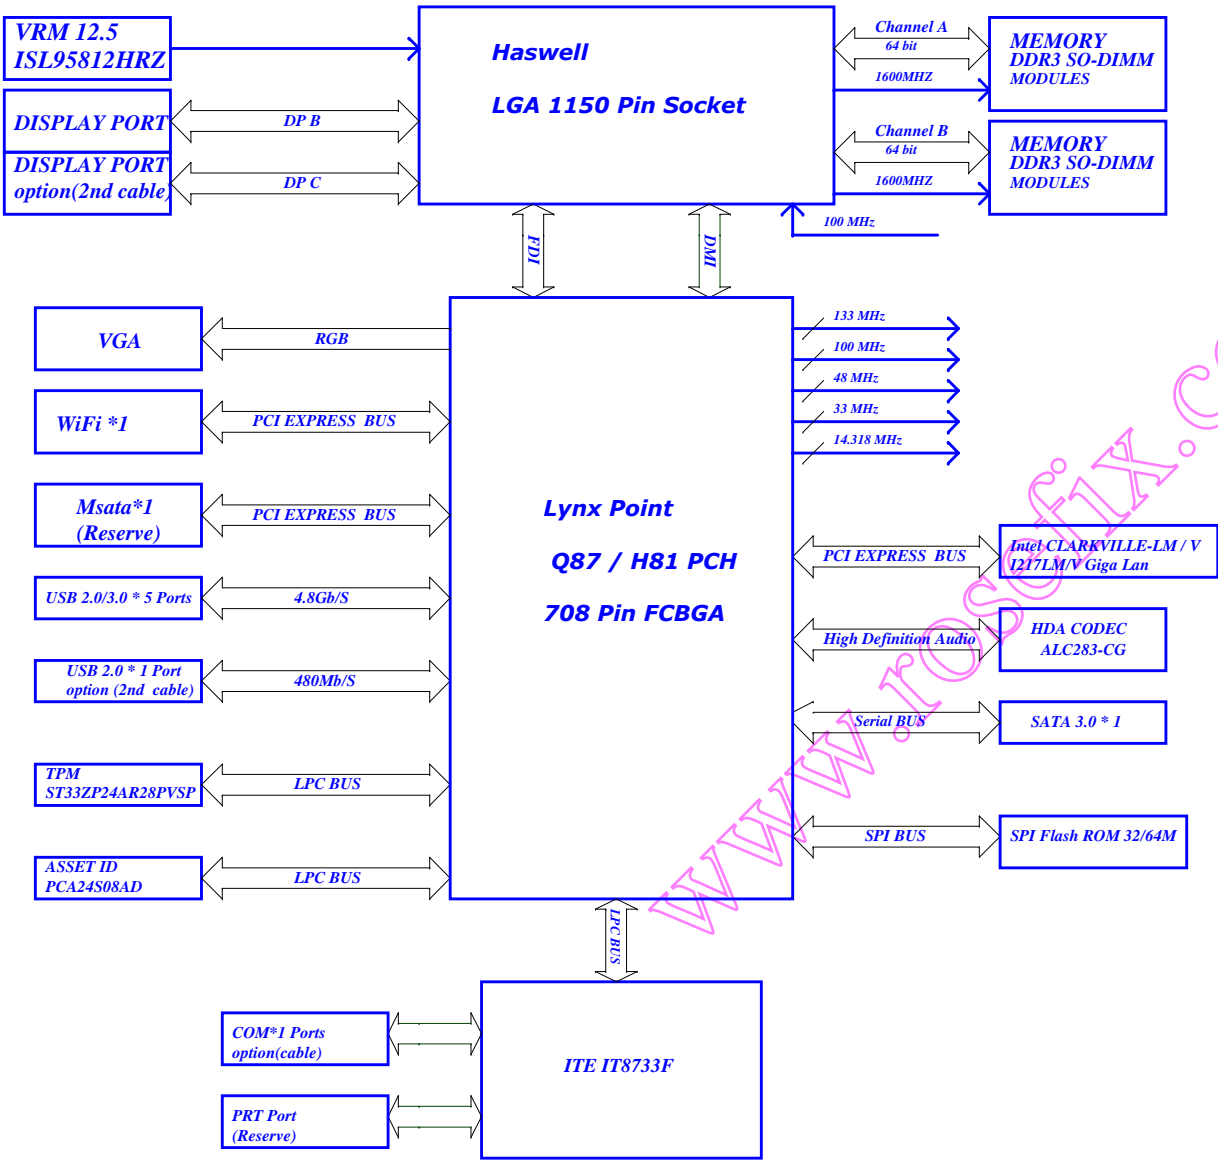 VRM 12.5
ISL95812HRZ
DISPLAY PORT
DP B
DISPLAY PORT
option(2nd cable)
DP C
Haswell
LGA 1150 Pin Socket
Channel A
64 bit
1600MHZ
MEMORY
DDR3 SO-DIMM
MODULES
Channel B
64 bit
1600MHZ
MEMORY
DDR3 SO-DIMM
MODULES
100 MHz
FDI
DMI
VGA
RGB
WiFi *1
PCI EXPRESS BUS
Msata*1
(Reserve)
PCI EXPRESS BUS
USB 2.0/3.0 * 5 Ports
4.8Gb/S
USB 2.0 * 1 Port
option (2nd cable)
480Mb/S
TPM
ST33ZP24AR28PVSP
LPC BUS
ASSET ID
PCA24S08AD
LPC BUS
Lynx Point
Q87 / H81 PCH
708 Pin FCBGA
133 MHz
100 MHz
48 MHz
33 MHz
14.318 MHz
PCI EXPRESS BUS
Intel CLARKVILLE-LM / V
I217LM/V Giga Lan
High Definition Audio
HDA CODEC
ALC283-CG
Serial BUS
SATA 3.0 * 1
SPI BUS
SPI Flash ROM 32/64M
LPC BUS
COM*1 Ports
option(cable)
PRT Port
(Reserve)
ITE IT8733F
www.rosefix.c